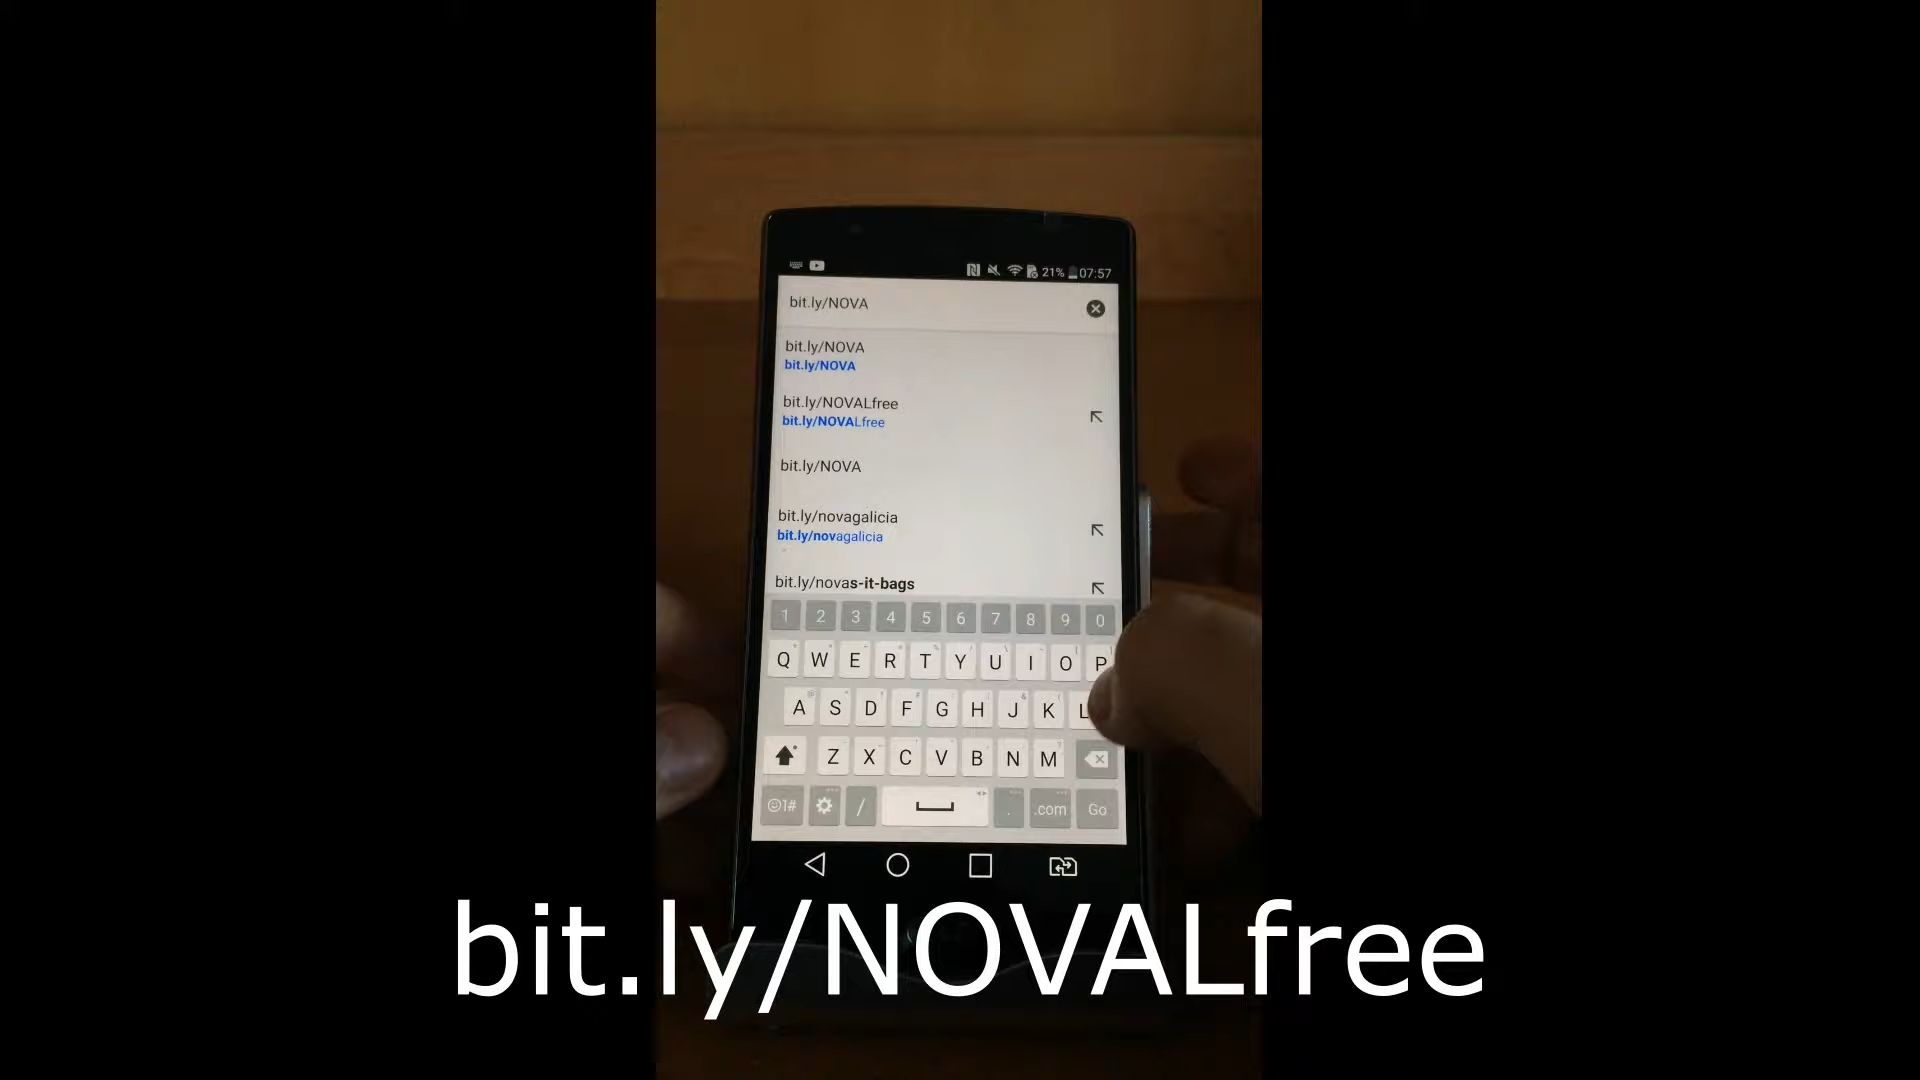 21% 07:57
bit.ly/NOVA
bit.ly/NOVA
bit.ly/NOVA
bit.ly/NOVALfree
bit.ly/NOVALfree
bit.ly/NOVA
bit.ly/novagalicia
bit.ly/novagalicia
bit.ly/novas-it-bags
1 2 3 4 5 6 7 8 9 0
Q W E R T Y U I O P
A S D F G H J K L
Z X C V B N M
1# / . .com Go
bit.ly/NOVALfree